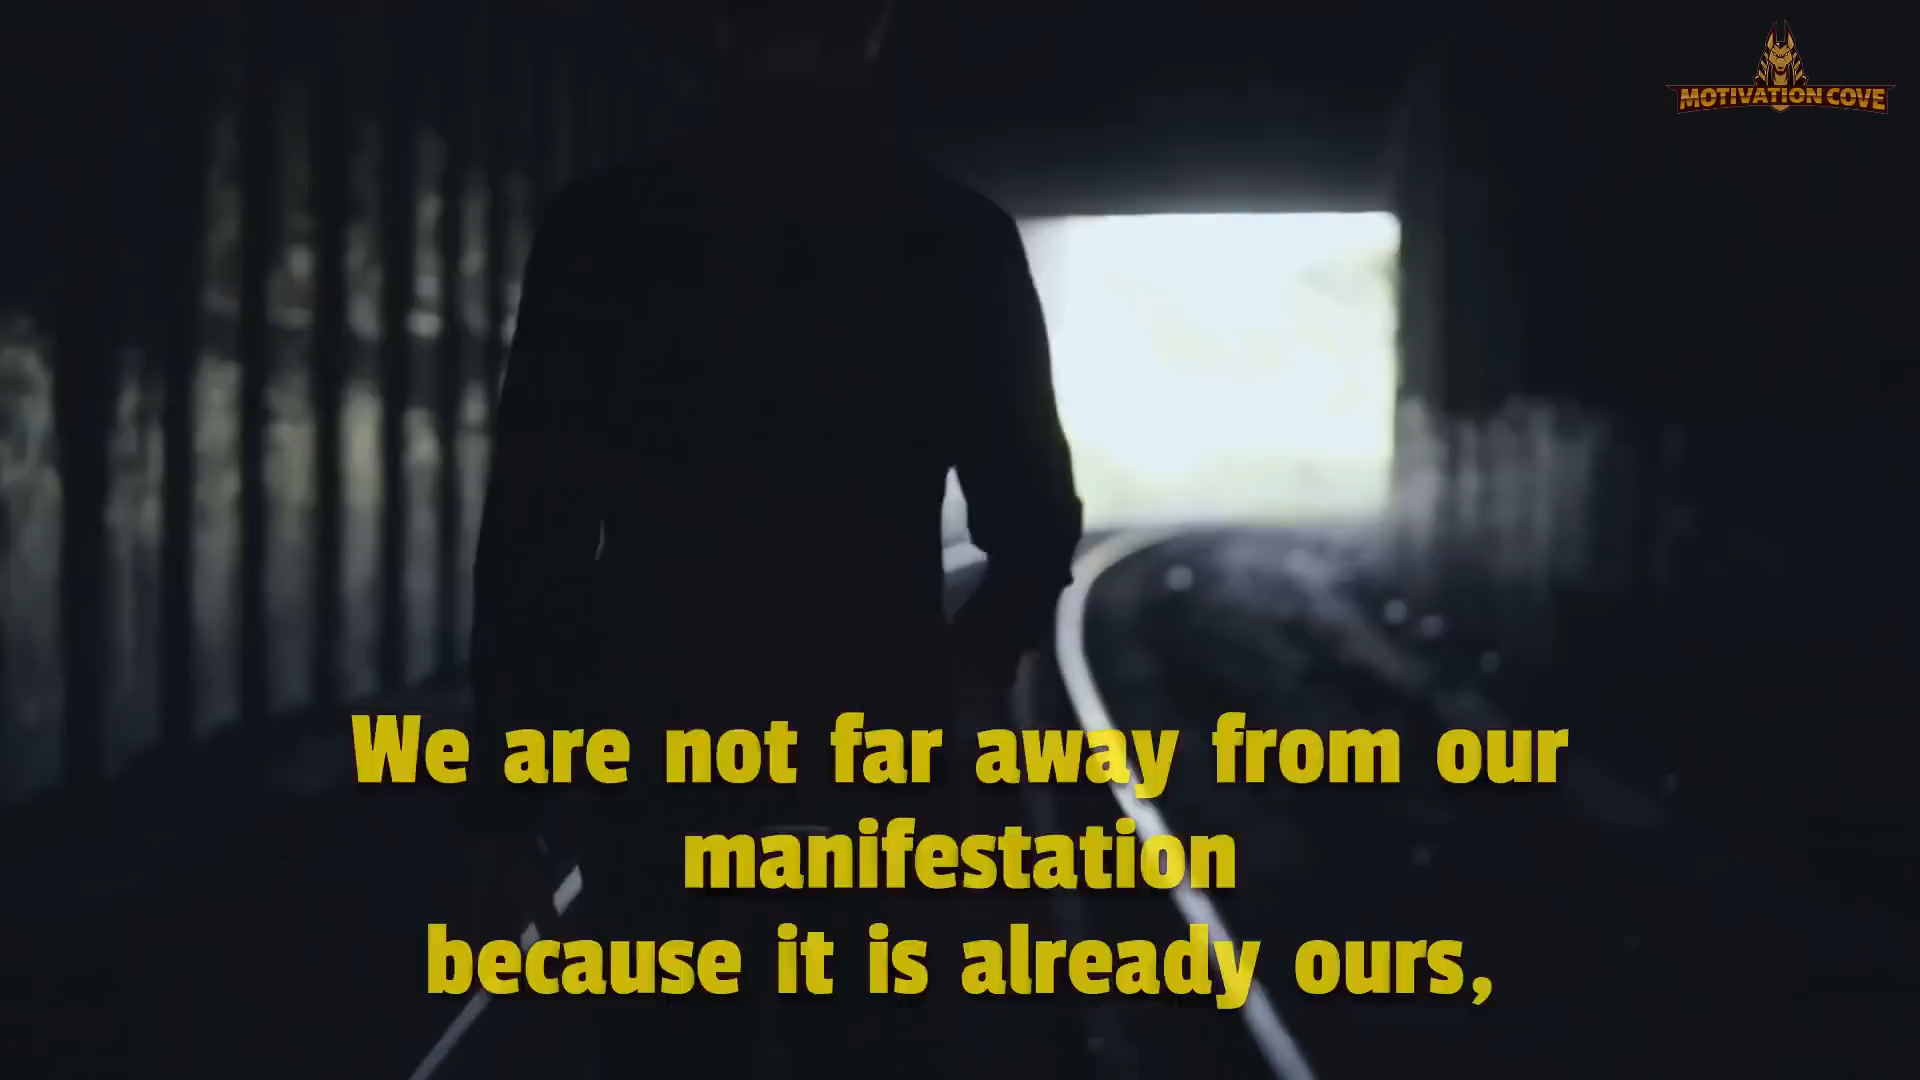 MOTIVATION COVE
We are not far away from our
manifestation
because it is already ours,